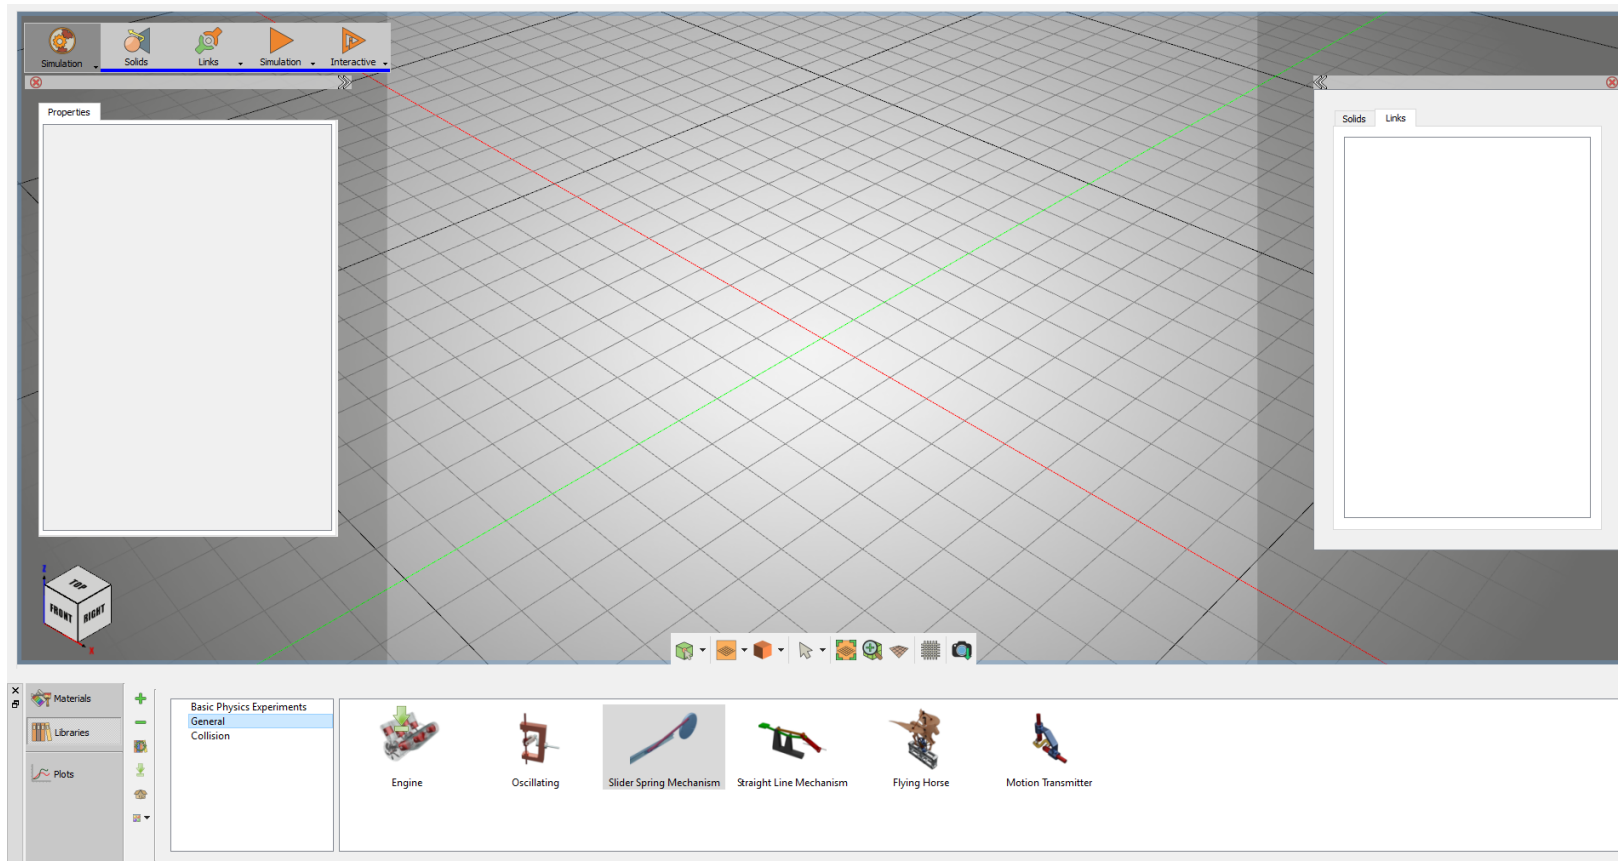 Simulation
Solids
Links
Simulation
Interactive
Properties
Solids
Links
Z
TOP
FRONT
RIGHT
X
Materials
Libraries
Plots
Basic Physics Experiments
General
Collision
Engine
Oscillating
Slider Spring Mechanism
Straight Line Mechanism
Flying Horse
Motion Transmitter